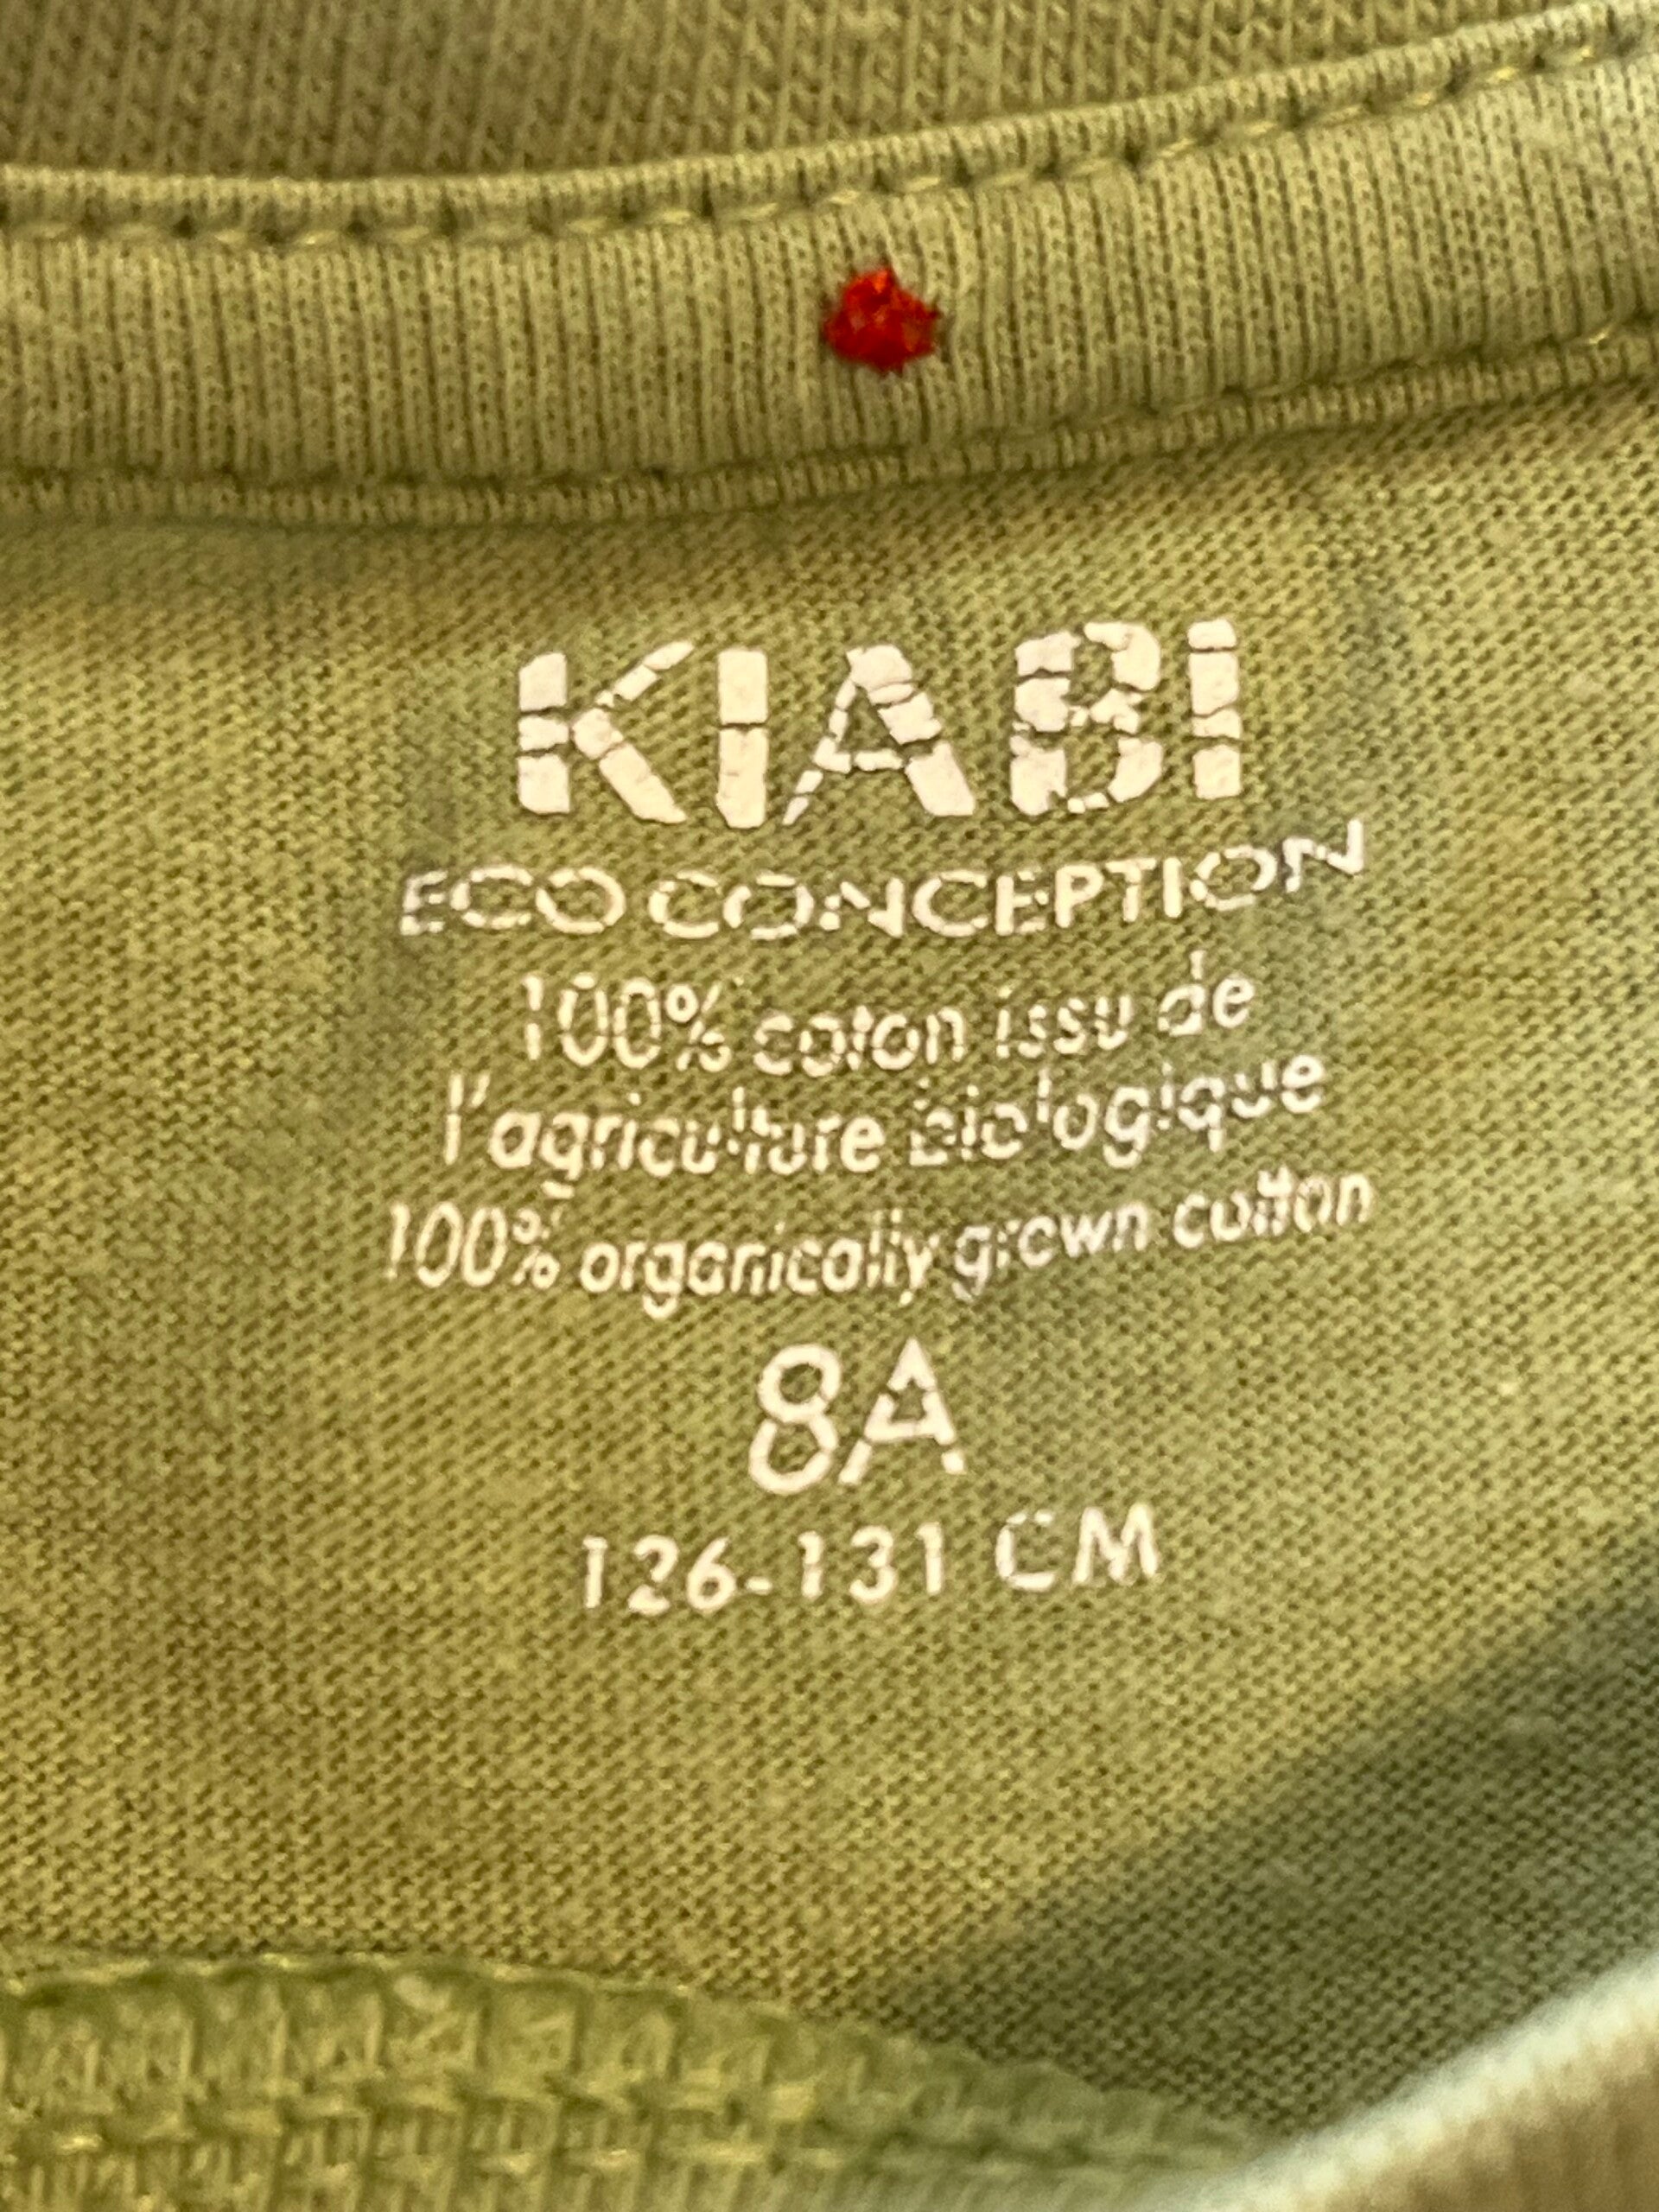 KIABI
ECO CONCEPTION
100% coton issu de
l'agriculture biologique
100% organically grown cotton
8A
126-131 CM